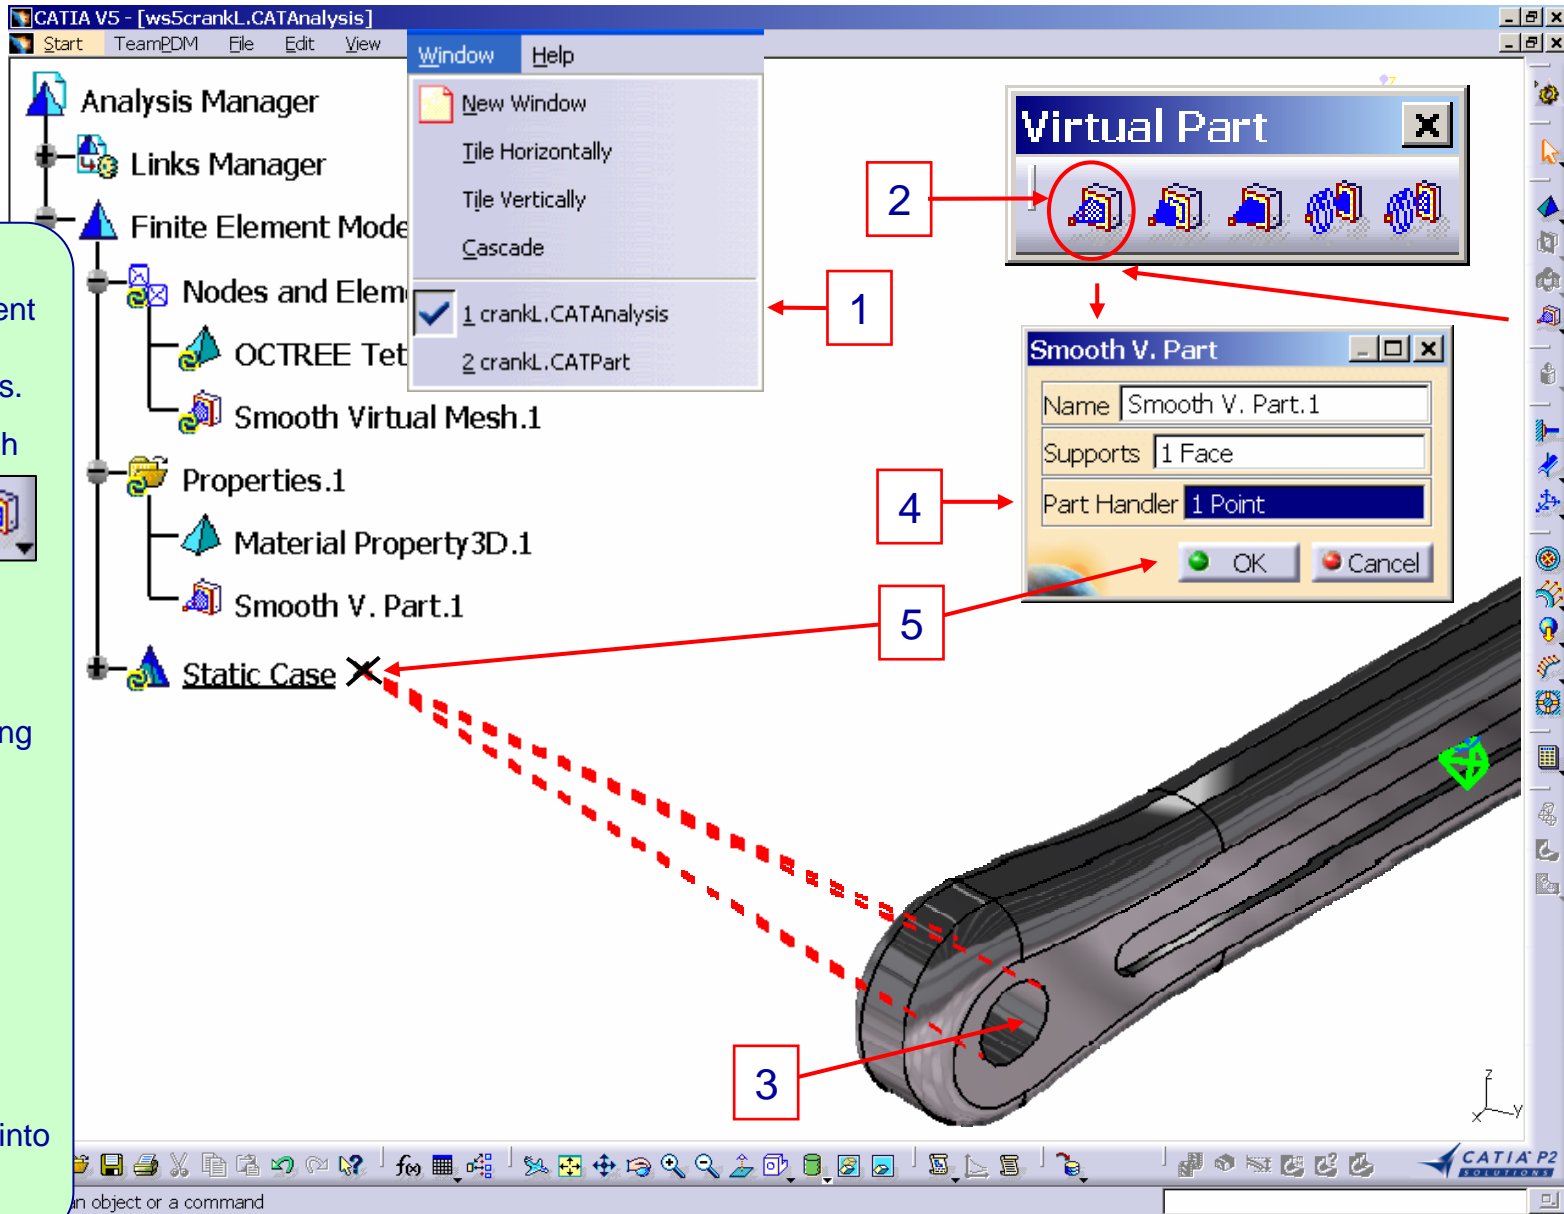 CATIA V5 - [ws5crankL.CATAnalysis]
Start TeamPDM File Edit View
Window Help
New Window
Tile Horizontally
Tile Vertically
Cascade
1 crankL.CATAnalysis
2 crankL.CATPart
Analysis Manager
Links Manager
Finite Element Mode
Nodes and Elem
OCTREE Tet
Smooth Virtual Mesh.1
Properties.1
Material Property3D.1
Smooth V. Part.1
Static Case
ent
s.
h
ng
into
1
2
3
4
5
Virtual Part
Smooth V. Part
Name Smooth V. Part.1
Supports 1 Face
Part Handler 1 Point
OK Cancel
z
z
x y
f(x)
CATIA P2
SOLUTIONS
an object or a command